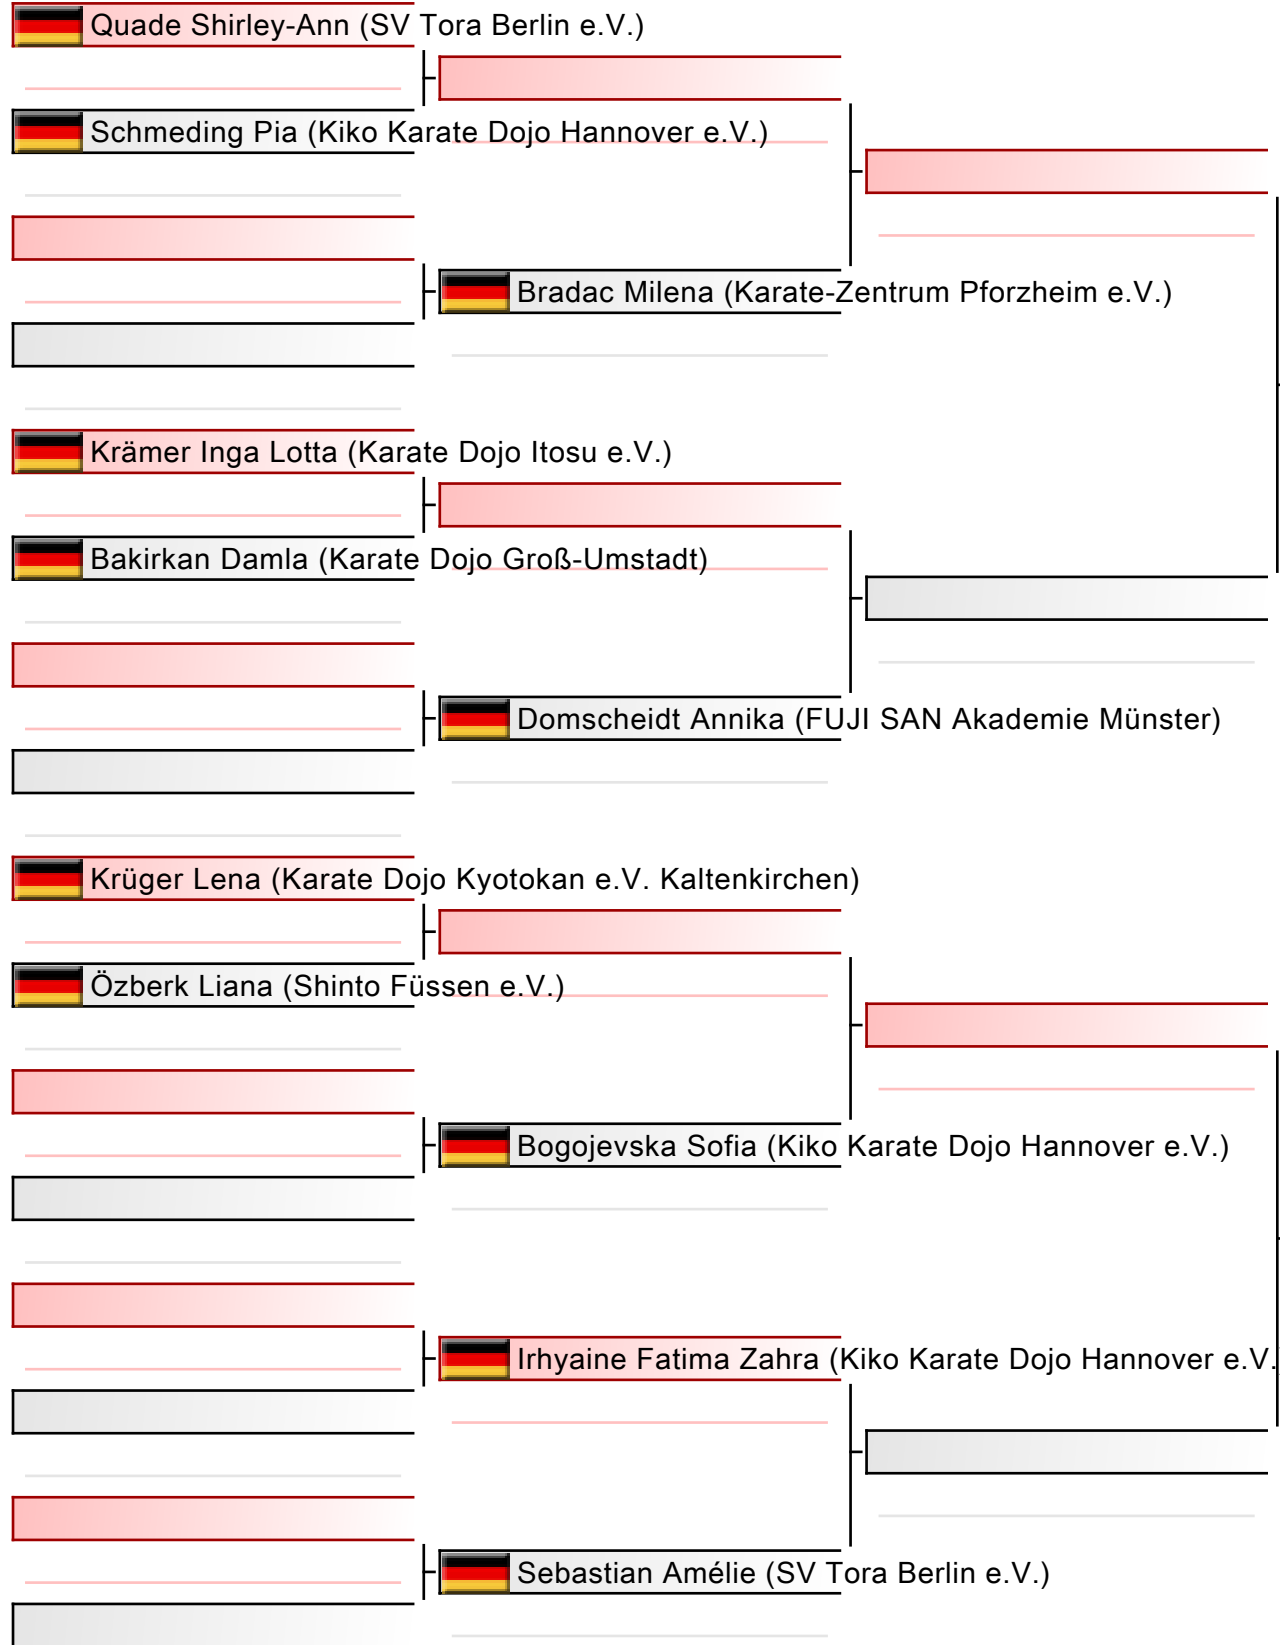 Quade Shirley-Ann (SV Tora Berlin e.V.)
Schmeding Pia (Kiko Karate Dojo Hannover e.V.)
Bradac Milena (Karate-Zentrum Pforzheim e.V.)
Krämer Inga Lotta (Karate Dojo Itosu e.V.)
Bakirkan Damla (Karate Dojo Groß-Umstadt)
Domscheidt Annika (FUJI SAN Akademie Münster)
Krüger Lena (Karate Dojo Kyotokan e.V. Kaltenkirchen)
Özberk Liana (Shinto Füssen e.V.)
Bogojevska Sofia (Kiko Karate Dojo Hannover e.V.)
Irhyaine Fatima Zahra (Kiko Karate Dojo Hannover e.V.
Sebastian Amélie (SV Tora Berlin e.V.)